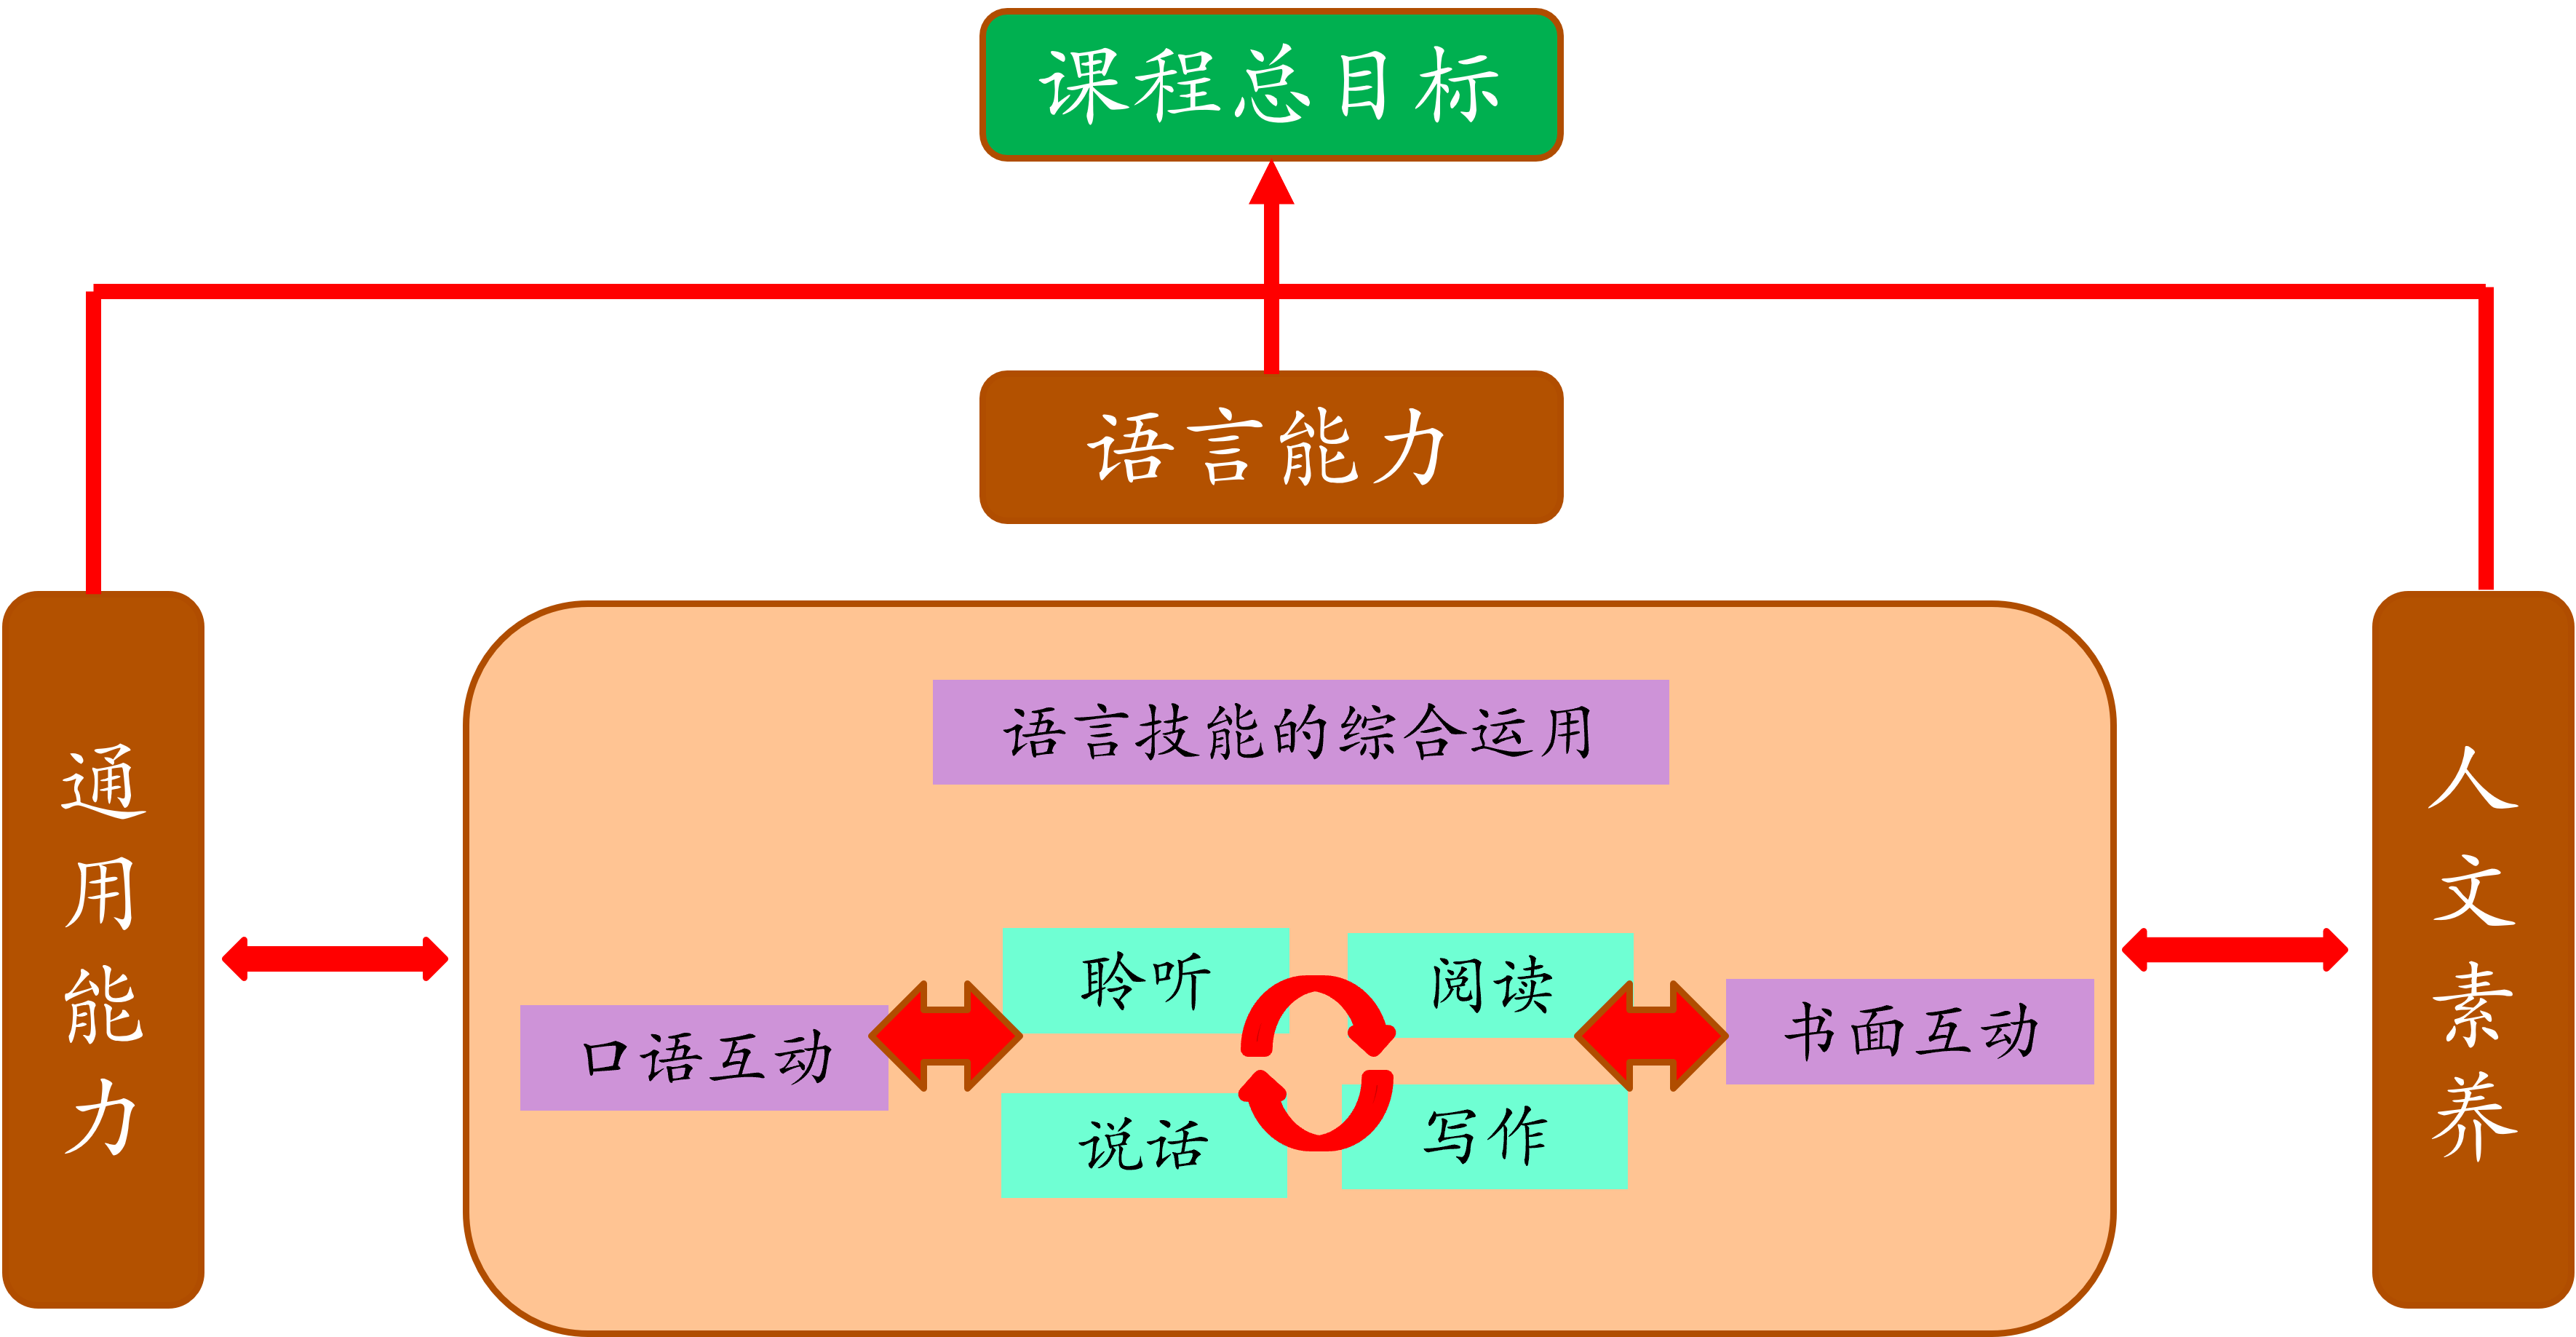 课程总目标
语言能力
通用能力
语言技能的综合运用
聆听
阅读
口语互动
书面互动
说话
写作
人文素养